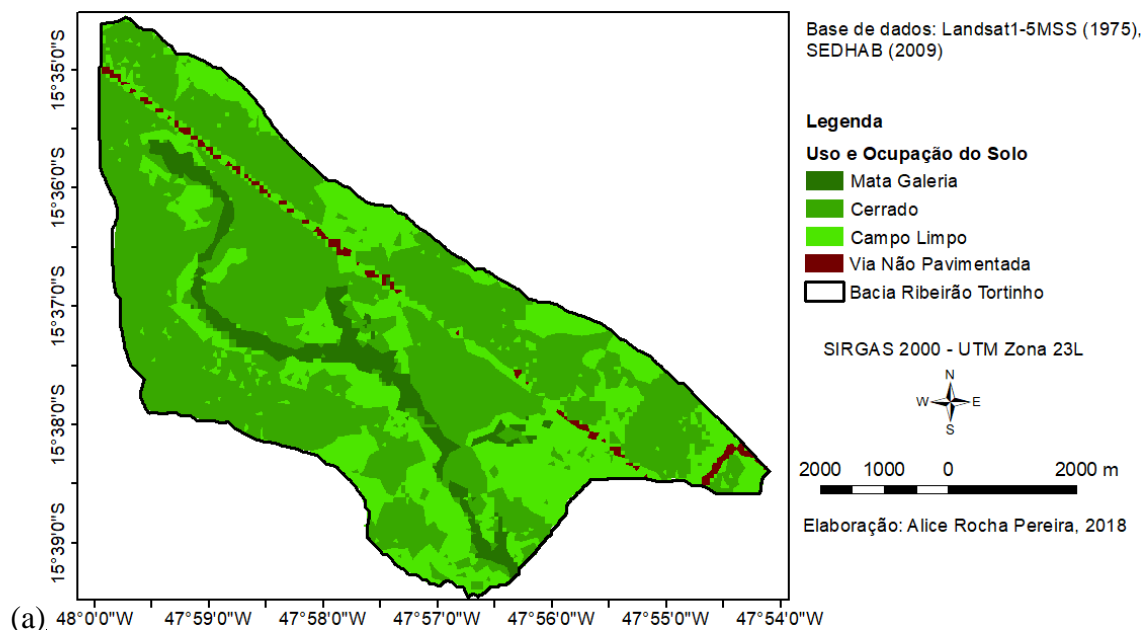 Base de dados: Landsat1-5MSS (1975),
SEDHAB (2009)
Legenda
Uso e Ocupação do Solo
Mata Galeria
Cerrado
Campo Limpo
Via Não Pavimentada
Bacia Ribeirão Tortinho
SIRGAS 2000 - UTM Zona 23L
N
W E
S
2000 1000 0 2000 m
Elaboração: Alice Rocha Pereira, 2018
15°35'0"S
15°36'0"S
15°37'0"S
15°38'0"S
15°39'0"S
(a) 48°0'0"W 47°59'0"W 47°58'0"W 47°57'0"W 47°56'0"W 47°55'0"W 47°54'0"W